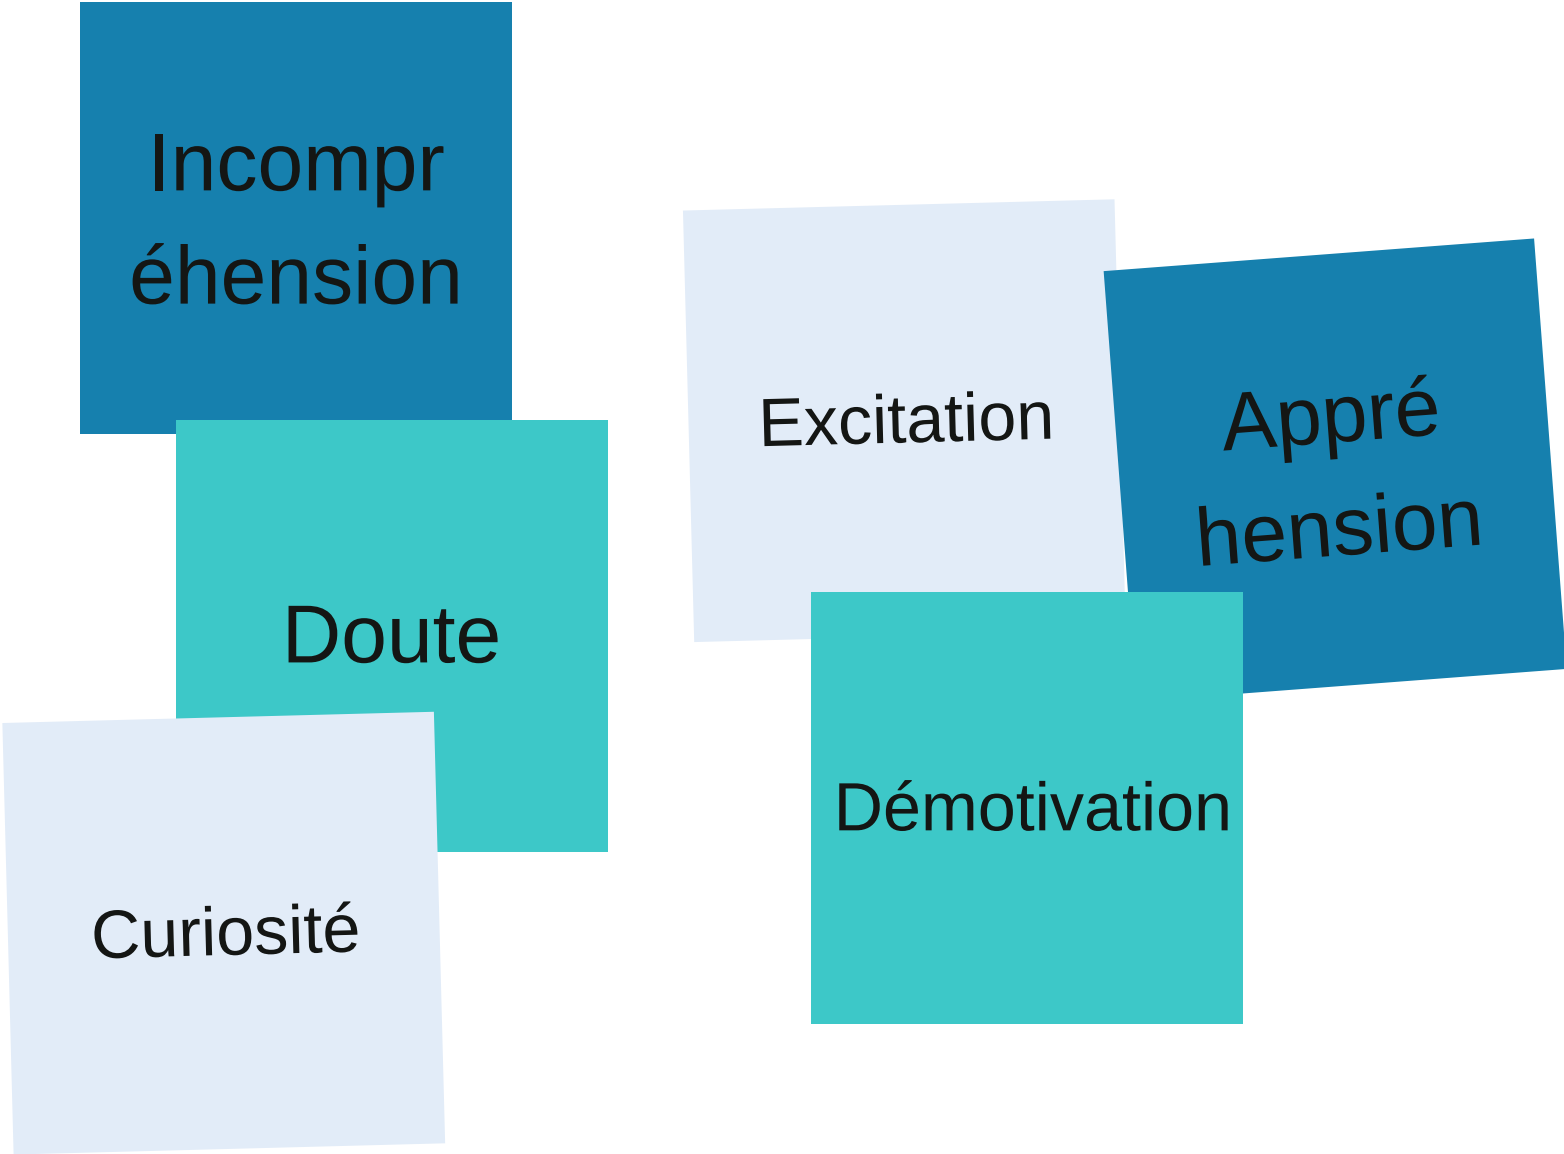 Incompr
éhension
Doute
Curiosité
Excitation
Appré
hension
Démotivation